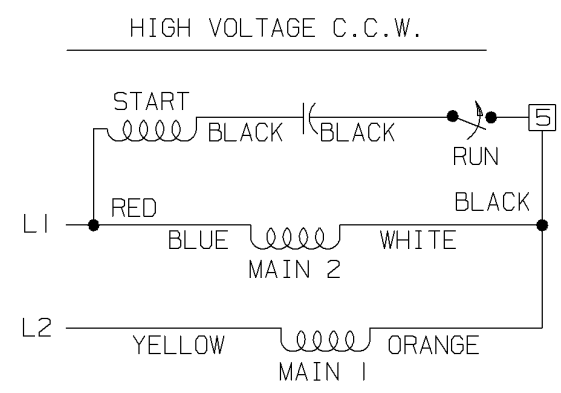 HIGH VOLTAGE C.C.W.
START
BLACK
BLACK
5
RUN
RED
BLACK
L1
BLUE
WHITE
MAIN 2
L2
YELLOW
ORANGE
MAIN 1